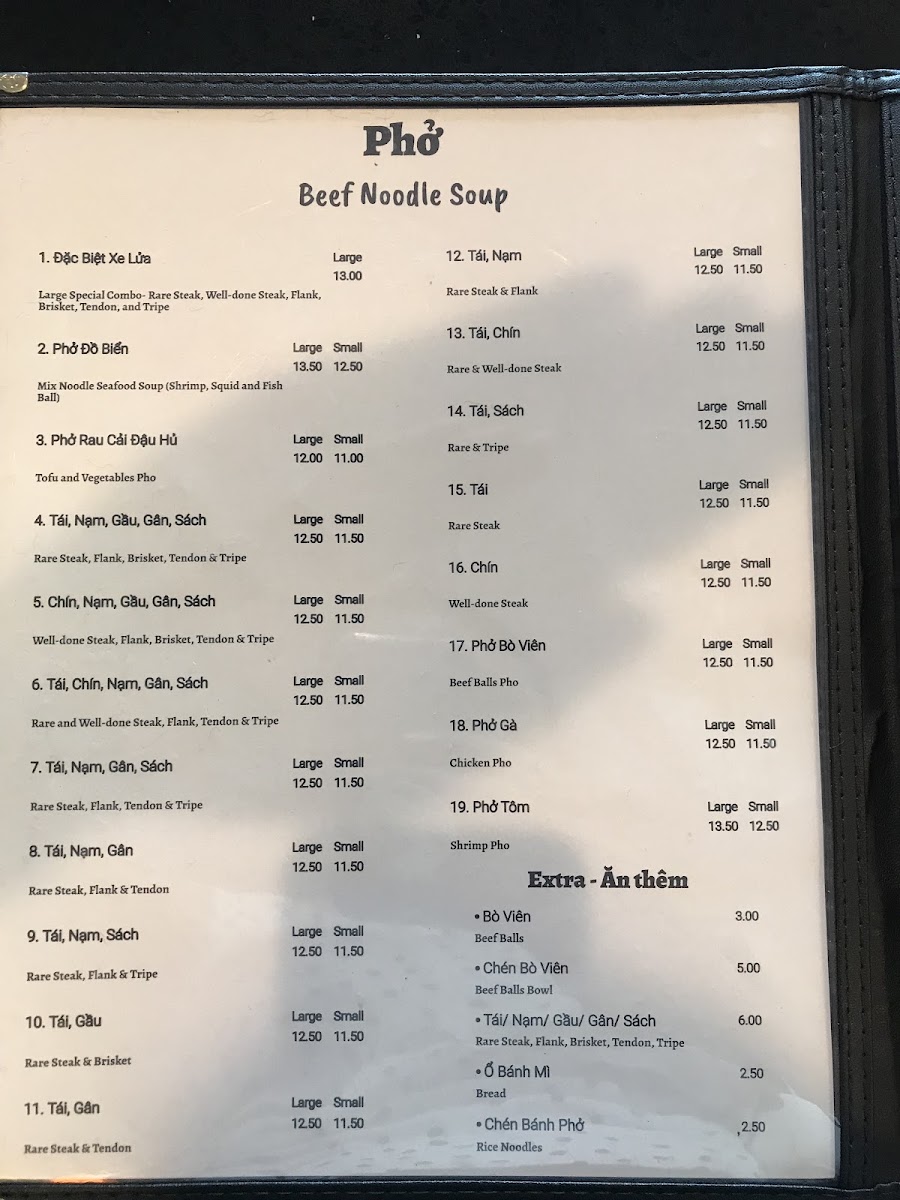 Phở
Beef Noodle Soup
1. Đặc Biệt Xe Lửa
Large
13.00
Large Special Combo- Rare Steak, Well-done Steak, Flank,
Brisket, Tendon, and Tripe
2. Phở Đồ Biển
Large Small
13.50 12.50
Mix Noodle Seafood Soup (Shrimp, Squid and Fish
Ball)
3. Phở Rau Cải Đậu Hủ
Large Small
12.00 11.00
Tofu and Vegetables Pho
4. Tái, Nạm, Gầu, Gân, Sách
Large Small
12.50 11.50
Rare Steak, Flank, Brisket, Tendon & Tripe
5. Chín, Nạm, Gầu, Gân, Sách
Large Small
12.50 11.50
Well-done Steak, Flank, Brisket, Tendon & Tripe
6. Tái, Chín, Nạm, Gân, Sách
Large Small
12.50 11.50
Rare and Well-done Steak, Flank, Tendon & Tripe
7. Tái, Nạm, Gân, Sách
Large Small
12.50 11.50
Rare Steak, Flank, Tendon & Tripe
8. Tái, Nạm, Gân
Large Small
12.50 11.50
Rare Steak, Flank & Tendon
9. Tái, Nạm, Sách
Large Small
12.50 11.50
Rare Steak, Flank & Tripe
10. Tái, Gầu
Large Small
12.50 11.50
Rare Steak & Brisket
11. Tái, Gân
Large Small
12.50 11.50
Rare Steak & Tendon
12. Tái, Nạm
Large Small
12.50 11.50
Rare Steak & Flank
13. Tái, Chín
Large Small
12.50 11.50
Rare & Well-done Steak
14. Tái, Sách
Large Small
12.50 11.50
Rare & Tripe
15. Tái
Large Small
12.50 11.50
Rare Steak
16. Chín
Large Small
12.50 11.50
Well-done Steak
17. Phở Bò Viên
Large Small
12.50 11.50
Beef Balls Pho
18. Phở Gà
Large Small
12.50 11.50
Chicken Pho
19. Phở Tôm
Large Small
13.50 12.50
Shrimp Pho
Extra - Ăn thêm
• Bò Viên 3.00
Beef Balls
• Chén Bò Viên 5.00
Beef Balls Bowl
• Tái/ Nạm/ Gầu/ Gân/ Sách 6.00
Rare Steak, Flank, Brisket, Tendon, Tripe
• Ổ Bánh Mì 2.50
Bread
• Chén Bánh Phở ,2.50
Rice Noodles